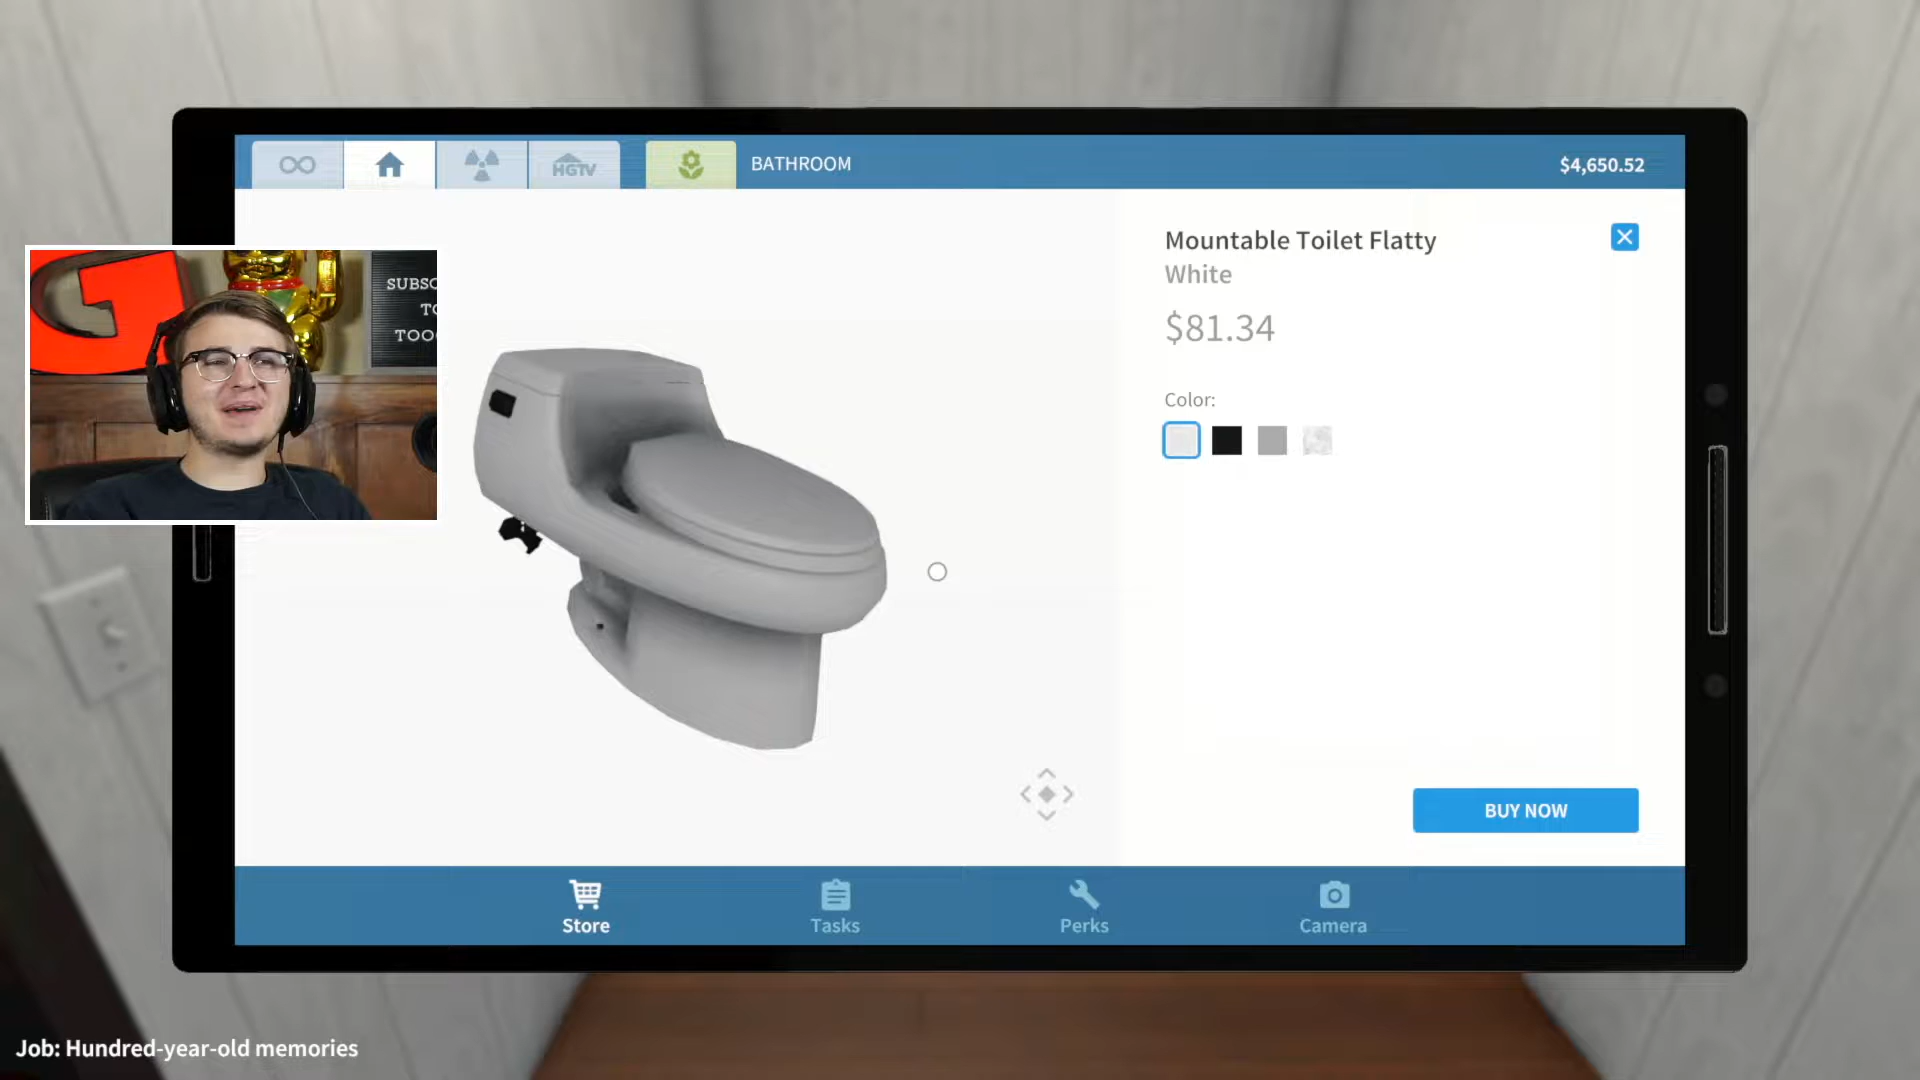 HGTV
BATHROOM
$4,650.52
Mountable Toilet Flatty
White
$81.34
Color:
SUBSC
TO
TOO
BUY NOW
Store
Tasks
Perks
Camera
Job: Hundred-year-old memories